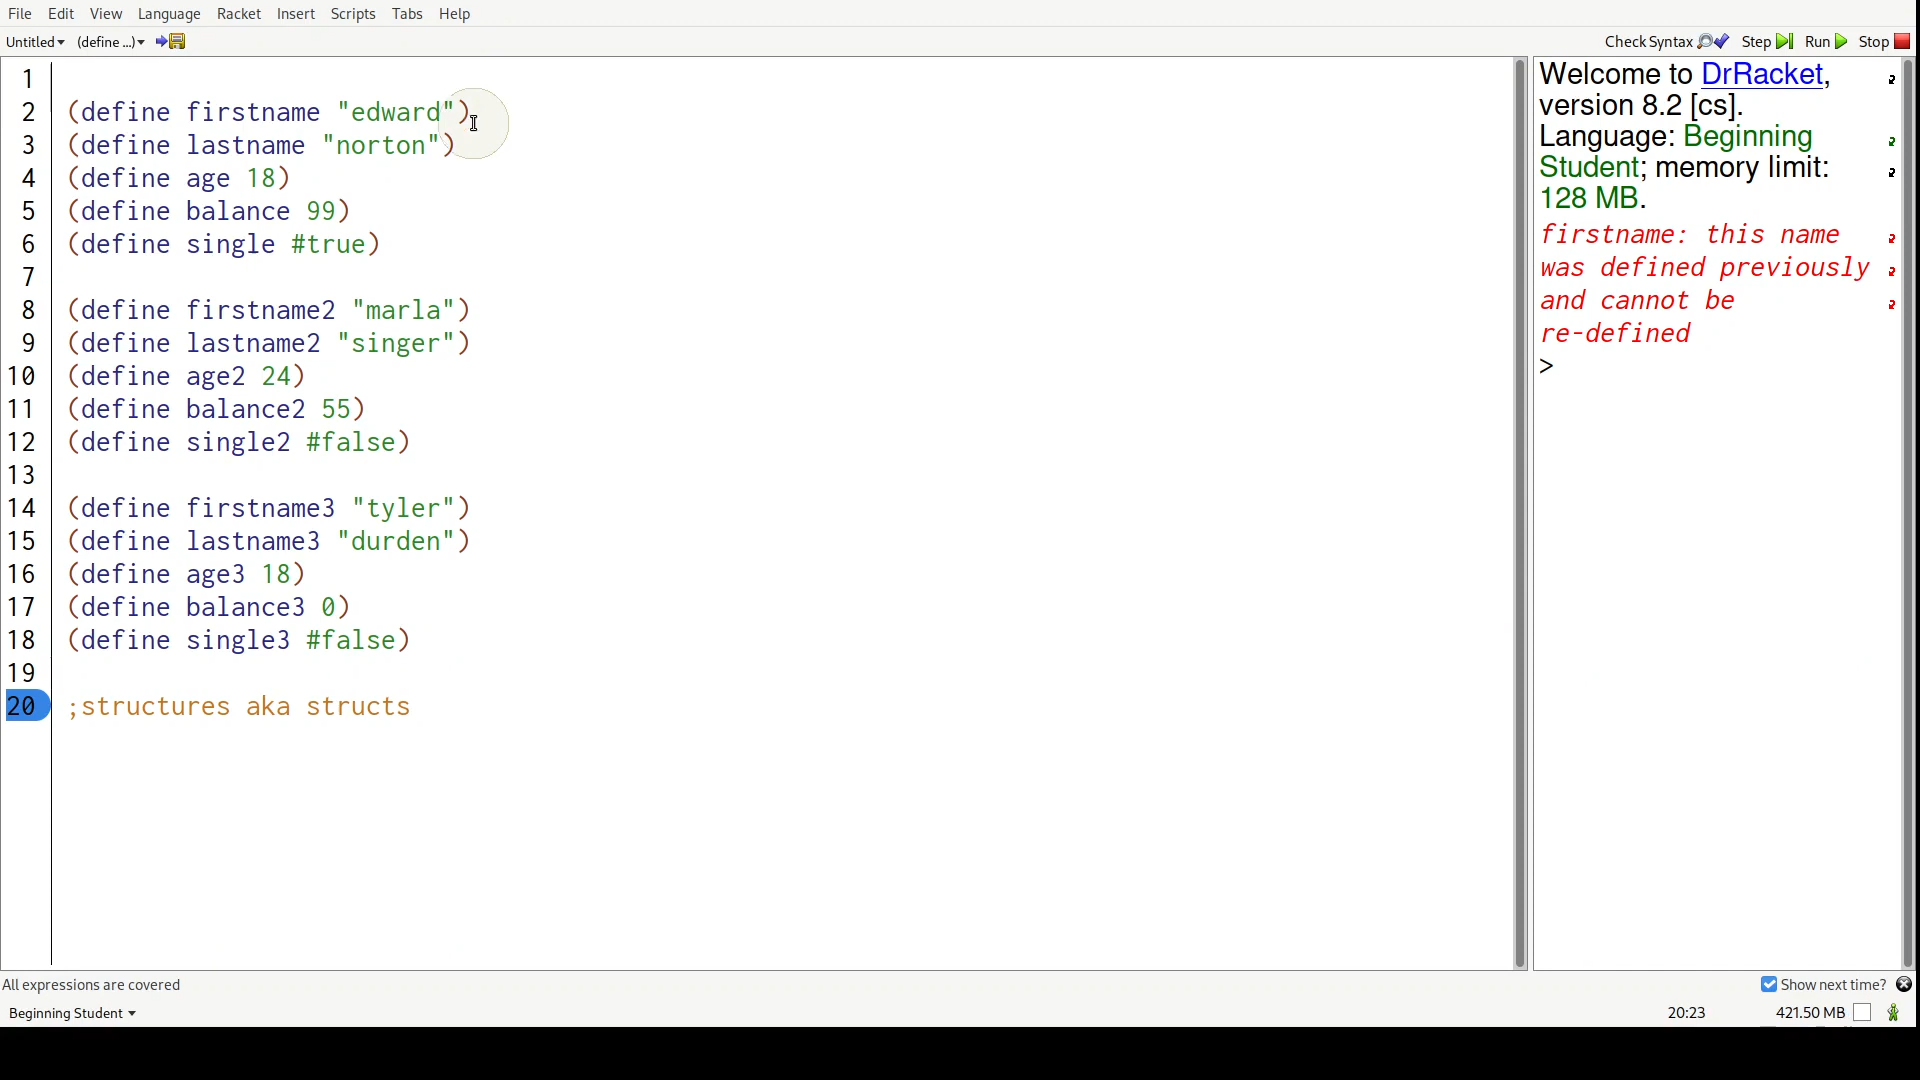 File Edit View Language Racket Insert Scripts Tabs Help
Untitled (define ...) Check Syntax Step Run Stop
1
2 (define firstname "edward")
3 (define lastname "norton")
4 (define age 18)
5 (define balance 99)
6 (define single #true)
7
8 (define firstname2 "marla")
9 (define lastname2 "singer")
10 (define age2 24)
11 (define balance2 55)
12 (define single2 #false)
13
14 (define firstname3 "tyler")
15 (define lastname3 "durden")
16 (define age3 18)
17 (define balance3 0)
18 (define single3 #false)
19
20 ;structures aka structs
Welcome to DrRacket,
version 8.2 [cs].
Language: Beginning
Student; memory limit:
128 MB.
firstname: this name
was defined previously
and cannot be
re-defined
>
All expressions are covered Show next time?
Beginning Student 20:23 421.50 MB